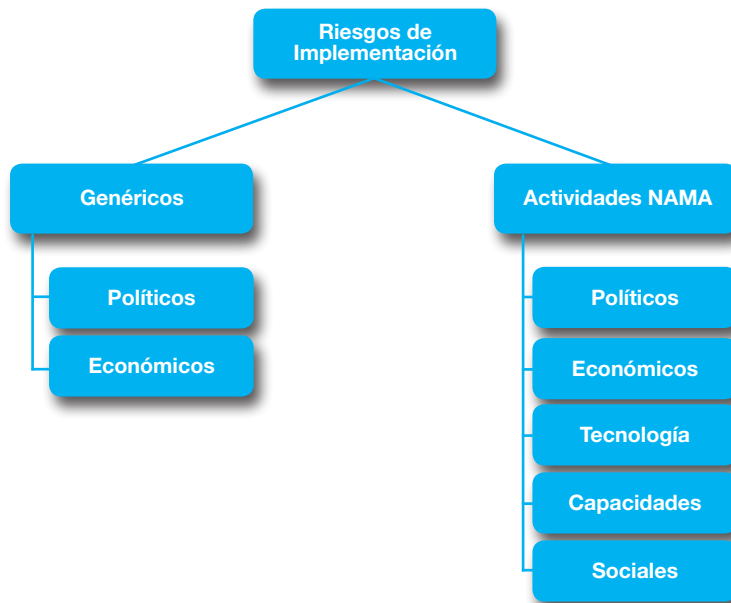 Riesgos de
Implementación
Genéricos
Políticos
Económicos
Actividades NAMA
Políticos
Económicos
Tecnología
Capacidades
Sociales